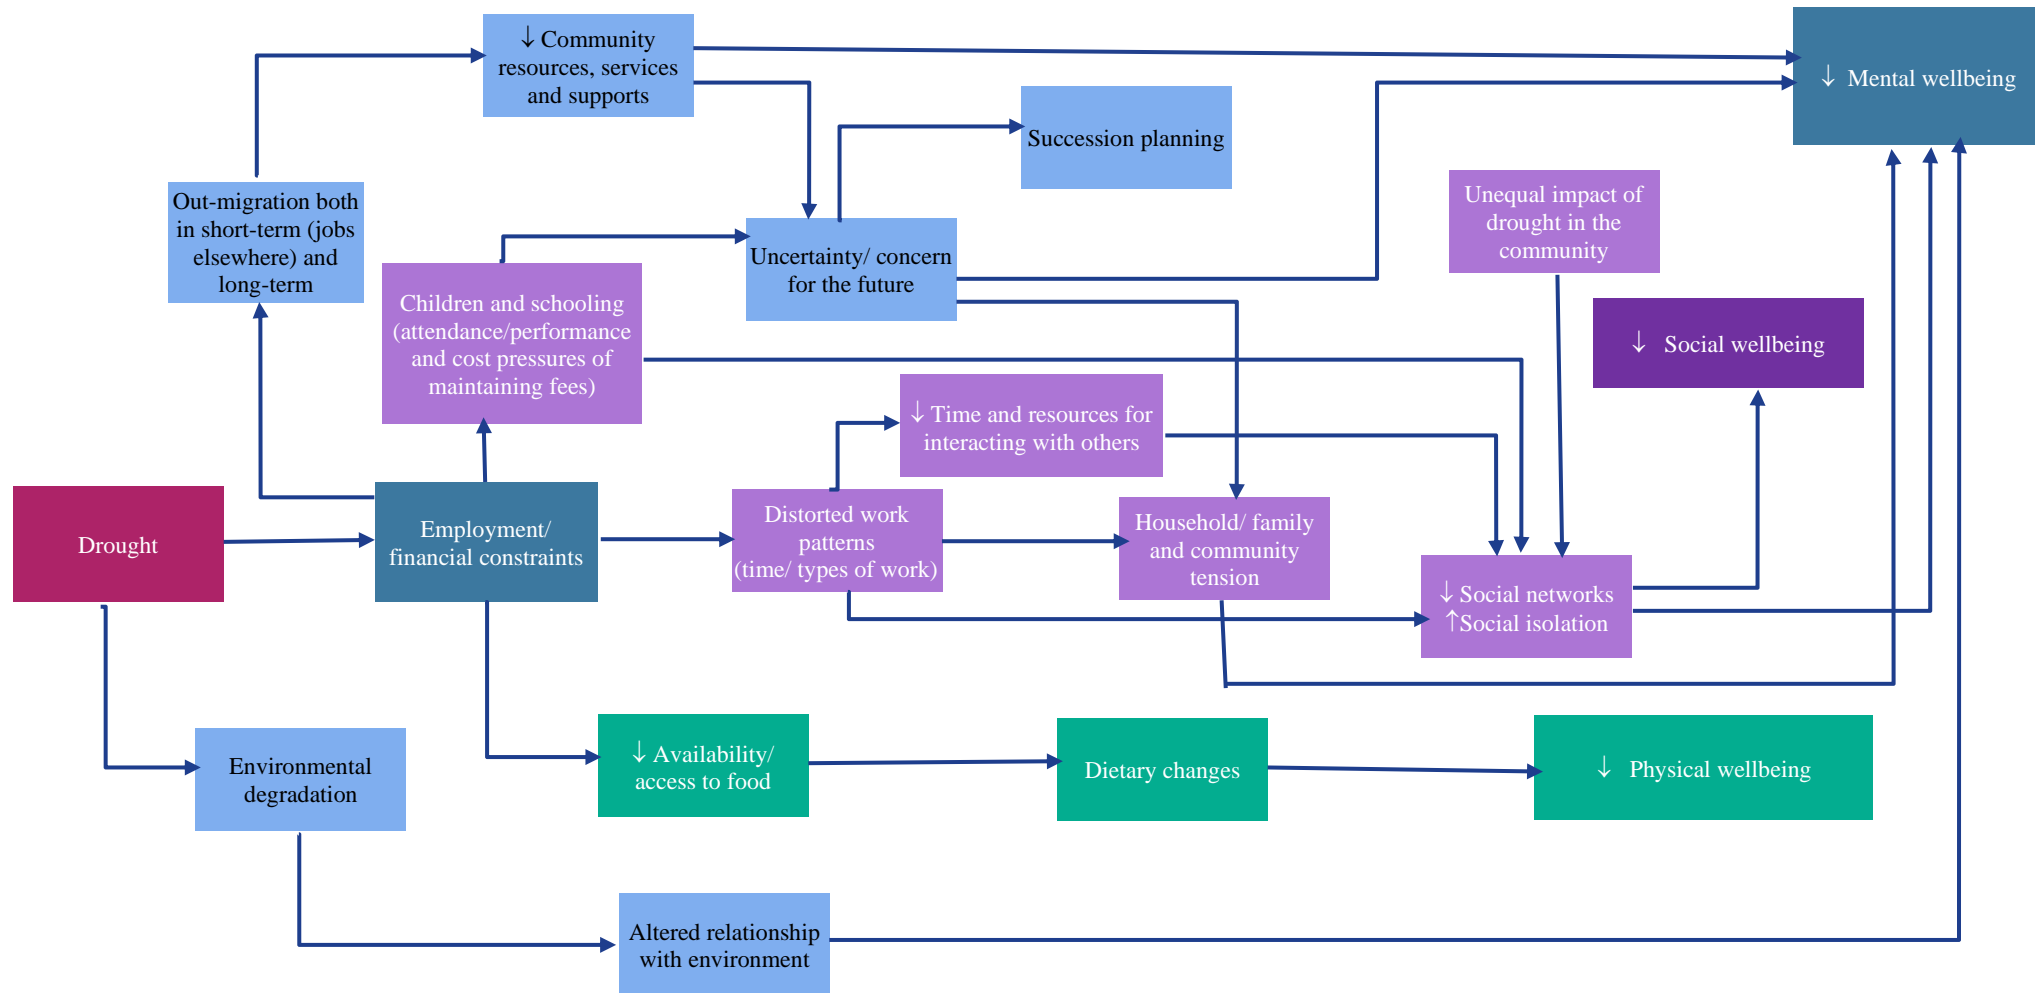 ↓ Community
resources, services
and supports
↓ Mental wellbeing
Succession planning
Out-migration both
in short-term (jobs
elsewhere) and
long-term
Unequal impact of
drought in the
community
Uncertainty/ concern
for the future
Children and schooling
(attendance/performance
and cost pressures of
maintaining fees)
↓ Social wellbeing
↓ Time and resources for
interacting with others
Drought
Employment/
financial constraints
Distorted work
patterns
(time/ types of work)
Household/ family
and community
tension
↓ Social networks
↑Social isolation
Environmental
degradation
↓ Availability/
access to food
Dietary changes
↓ Physical wellbeing
Altered relationship
with environment